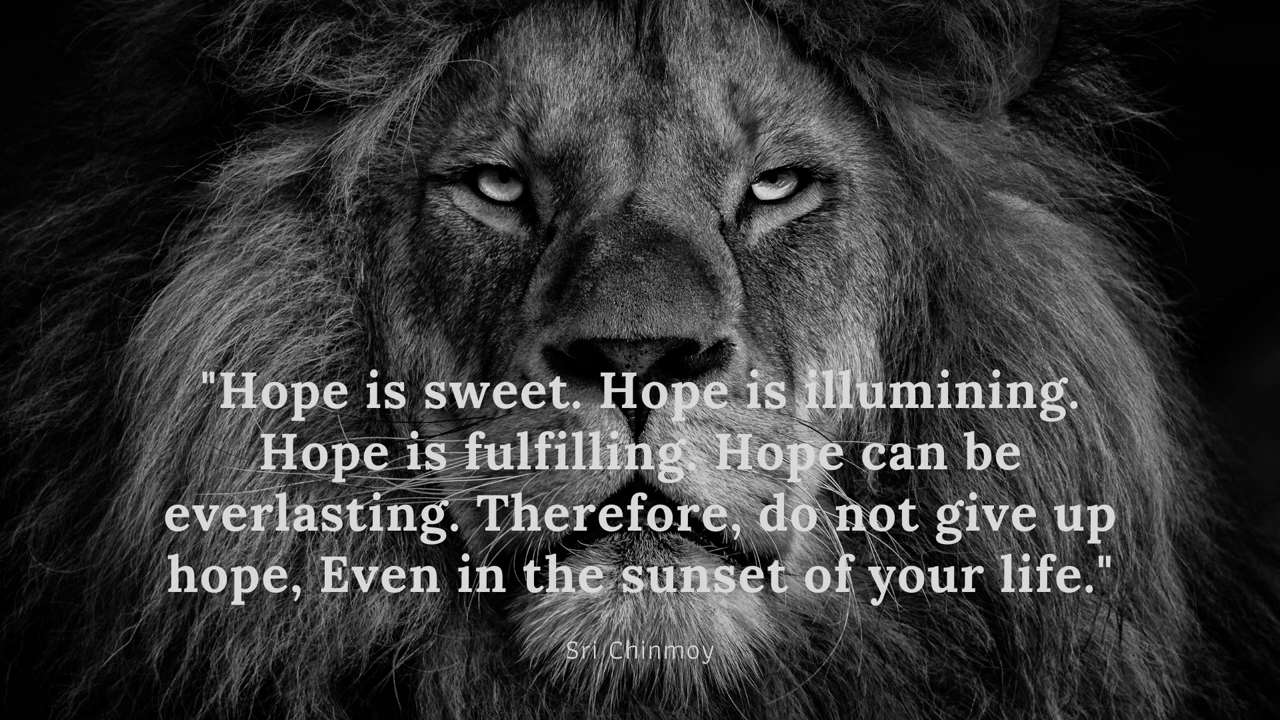 "Hope is sweet. Hope is illumining.
Hope is fulfilling. Hope can be
everlasting. Therefore, do not give up
hope, Even in the sunset of your life."
Sri Chinmoy